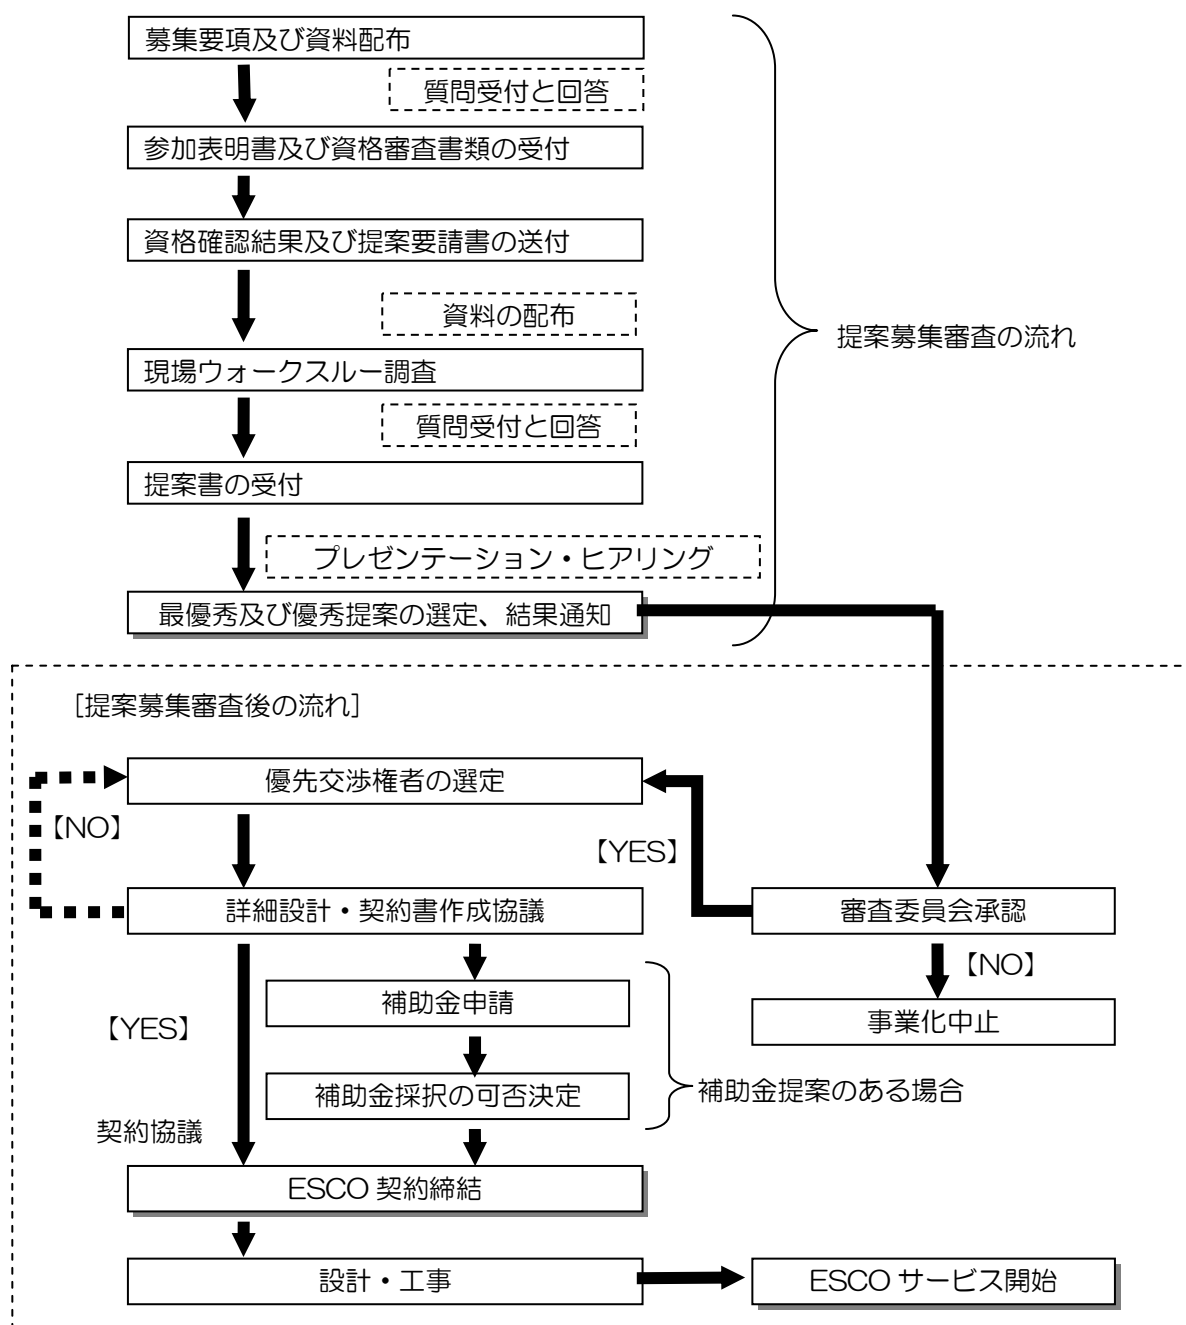 募集要項及び資料配布
質問受付と回答
参加表明書及び資格審査書類の受付
資格確認結果及び提案要請書の送付
資料の配布
提案募集審査の流れ
現場ウォークスルー調査
質問受付と回答
提案書の受付
プレゼンテーション・ヒアリング
最優秀及び優秀提案の選定、結果通知
［提案募集審査後の流れ］
優先交渉権者の選定
【NO】
【YES】
詳細設計・契約書作成協議
審査委員会承認
【NO】
補助金申請
事業化中止
【YES】
補助金採択の可否決定
補助金提案のある場合
契約協議
ESCO 契約締結
設計・工事
ESCO サービス開始